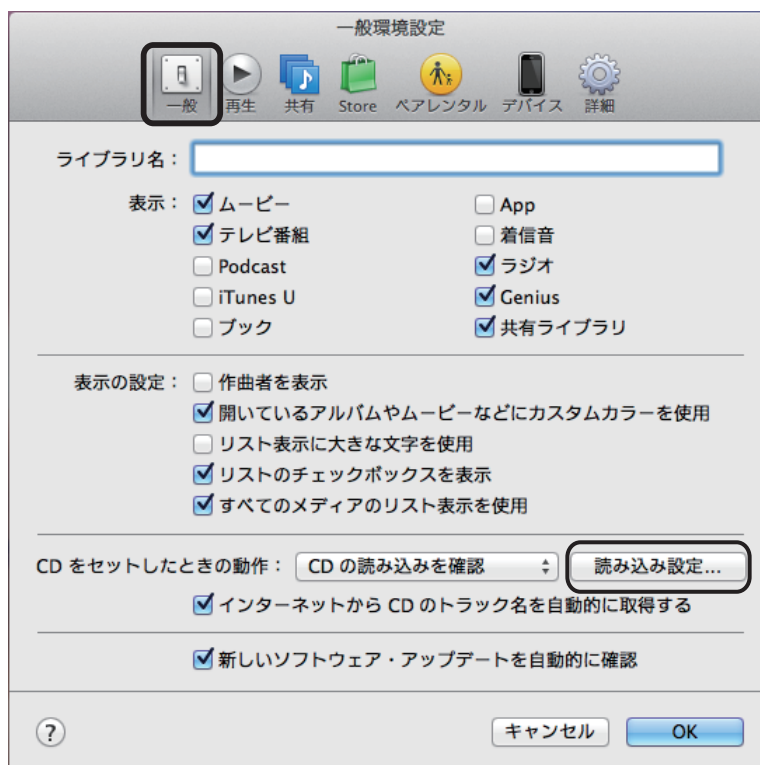 一般環境設定
一般 再生 共有 Store ペアレンタル デバイス 詳細
ライブラリ名：
表示： ムービー App
テレビ番組 着信音
Podcast ラジオ
iTunes U Genius
ブック 共有ライブラリ
表示の設定： 作曲者を表示
開いているアルバムやムービーなどにカスタムカラーを使用
リスト表示に大きな文字を使用
リストのチェックボックスを表示
すべてのメディアのリスト表示を使用
CD をセットしたときの動作： CD の読み込みを確認 読み込み設定...
インターネットから CD のトラック名を自動的に取得する
新しいソフトウェア・アップデートを自動的に確認
? キャンセル OK